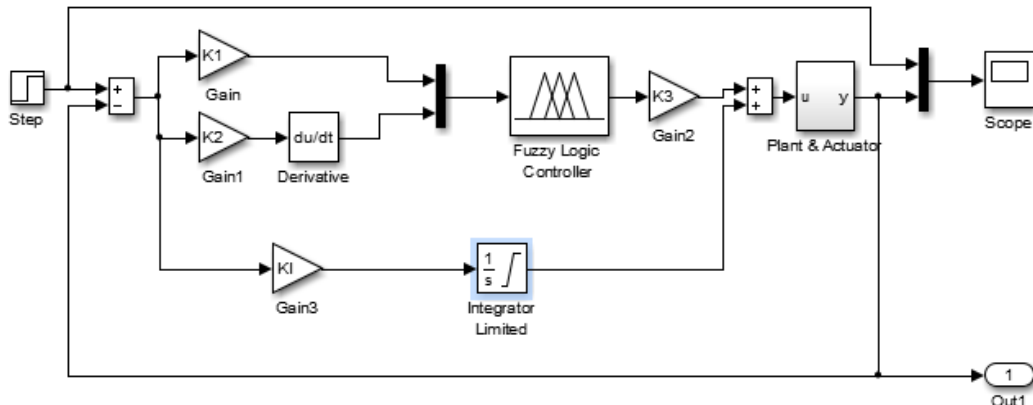 Step
+
−
K1
Gain
K2
Gain1
du/dt
Derivative
Fuzzy Logic
Controller
K3
Gain2
+
+
u
y
Plant & Actuator
Scope
KI
Gain3
1
s
Integrator
Limited
1
Out1